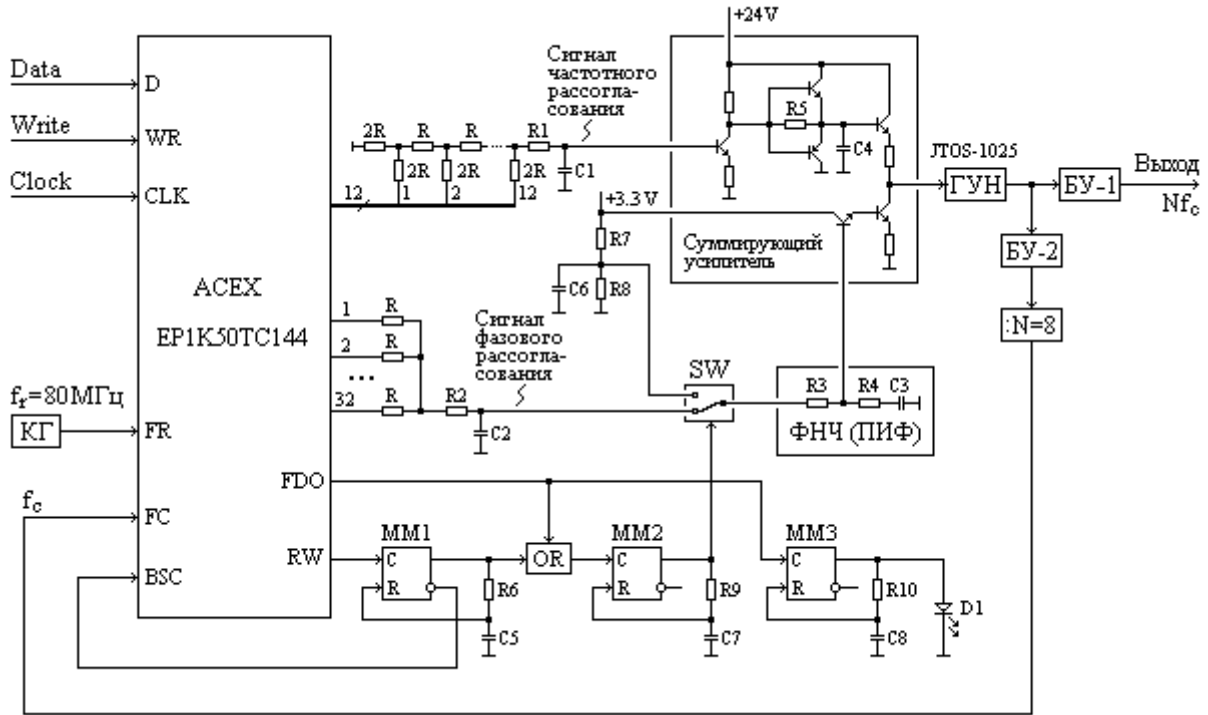 +24V
Data
D
Write
WR
Clock
CLK
Сигнал
частотного
рассогла-
сования
2R
R
R
R1
2R
2R
2R
12
1
2
12
C1
R5
C4
JTOS-1025
ГУН
БУ-1
Выход
Nfc
+3.3V
R7
C6
R8
Суммирующий
усилитель
БУ-2
:N=8
ACEX
EP1K50TC144
1
R
2
R
...
32
R
R2
C2
Сигнал
фазового
рассогла-
сования
SW
R3
R4
C3
ФНЧ (ПИФ)
fr=80МГц
КГ
FR
FDO
fc
FC
RW
BSC
MM1
C
R
R6
C5
OR
MM2
C
R
R9
C7
MM3
C
R
R10
C8
D1